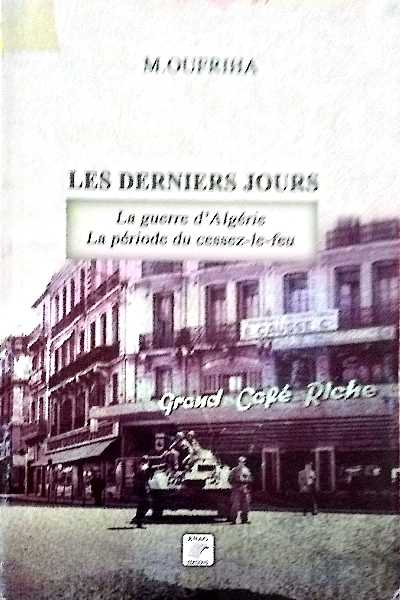 M.OUFRIHA
LES DERNIERS JOURS
La guerre d'Algérie
La période du cessez-le-feu
Grand Café Riche